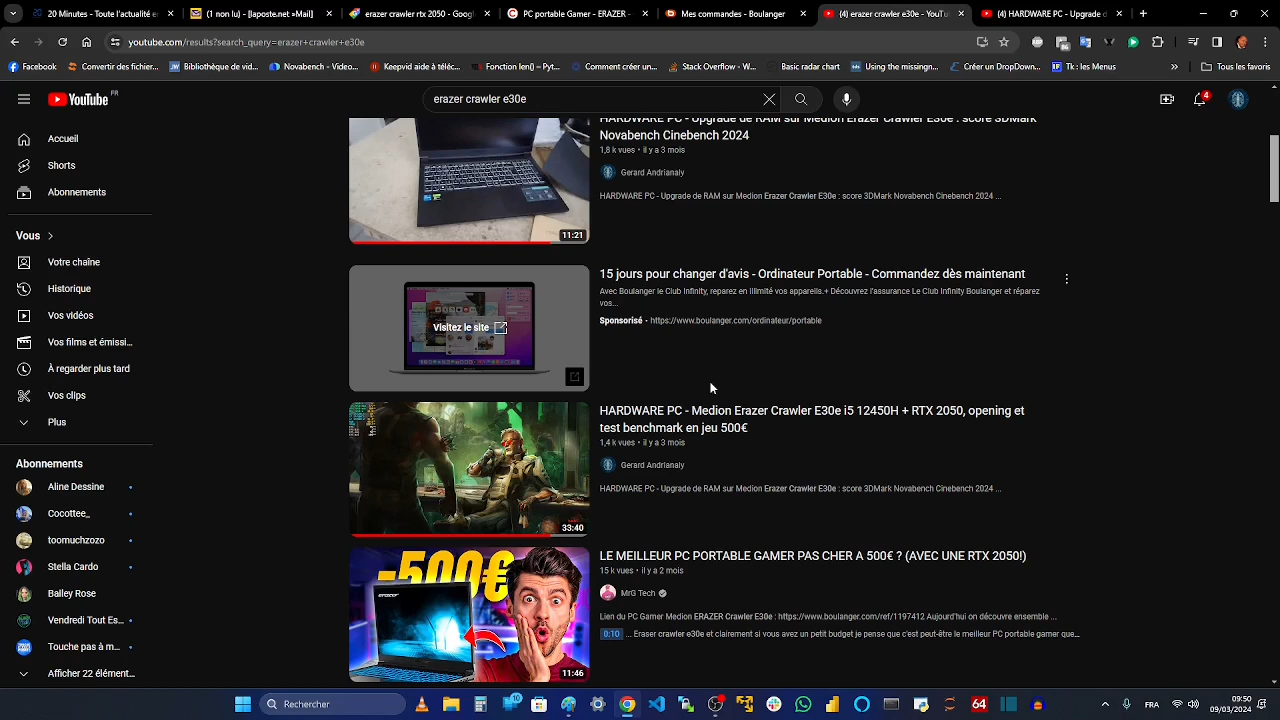 20 minutes - Toute l'actualité e
(1 non lu) - [laposte.net >Mail]
erazer crawler rtx 2050 - Goog
PC portable Gamer - ERAZER -
Mes commandes - Boulanger
(4) erazer crawler e30e - YouTu
(4) HARDWARE PC - Upgrade d
youtube.com/results?search_query=erazer+crawler+e30e
Facebook
Convertir des fichier...
Bibliothèque de vid...
Novabench - Video...
Keepvid aide à téléc...
Fonction len() – Pyt...
Comment créer un...
Stack Overflow - W...
Basic radar chart
Using the missingn...
Créer un DropDown...
Tk : les Menus
Tous les favoris
YouTube FR
erazer crawler e30e
4
Accueil
Shorts
Abonnements
Vous
Votre chaîne
Historique
Vos vidéos
Vos films et émissi...
À regarder plus tard
Vos clips
Plus
Abonnements
Aline Dessine
Cocottee_
toomuchzozo
Stella Cardo
Bailey Rose
Vendredi Tout Es...
Touche pas à m...
Afficher 22 élément...
HARDWARE PC - Upgrade de RAM sur Medion Erazer Crawler E30e : score 3DMark
Novabench Cinebench 2024
1,8 k vues • il y a 3 mois
Gerard Andrianaly
HARDWARE PC - Upgrade de RAM sur Medion Erazer Crawler E30e : score 3DMark Novabench Cinebench 2024 ...
11:21
Visitez le site
15 jours pour changer d'avis - Ordinateur Portable - Commandez dès maintenant
Avec Boulanger le Club Infinity, reparez en illimité vos appareils.+ Découvrez l'assurance Le Club Infinity Boulanger et réparez
vos...
Sponsorisé • https://www.boulanger.com/ordinateur/portable
HARDWARE PC - Medion Erazer Crawler E30e i5 12450H + RTX 2050, opening et
test benchmark en jeu 500€
1,4 k vues • il y a 3 mois
Gerard Andrianaly
HARDWARE PC - Upgrade de RAM sur Medion Erazer Crawler E30e : score 3DMark Novabench Cinebench 2024 ...
33:40
-500€
ERAZER
11:46
LE MEILLEUR PC PORTABLE GAMER PAS CHER A 500€ ? (AVEC UNE RTX 2050!)
15 k vues • il y a 2 mois
MrG Tech
Lien du PC Gamer Medion ERAZER Crawler E30e : https://www.boulanger.com/ref/1197412 Aujourd'hui on découvre ensemble ...
0:10 ... Eraser crawler e30e et clairement si vous avez un petit budget je pense que c'est peut-être le meilleur PC portable gamer que...
Rechercher
10
64
FRA
09:50
09/03/2024